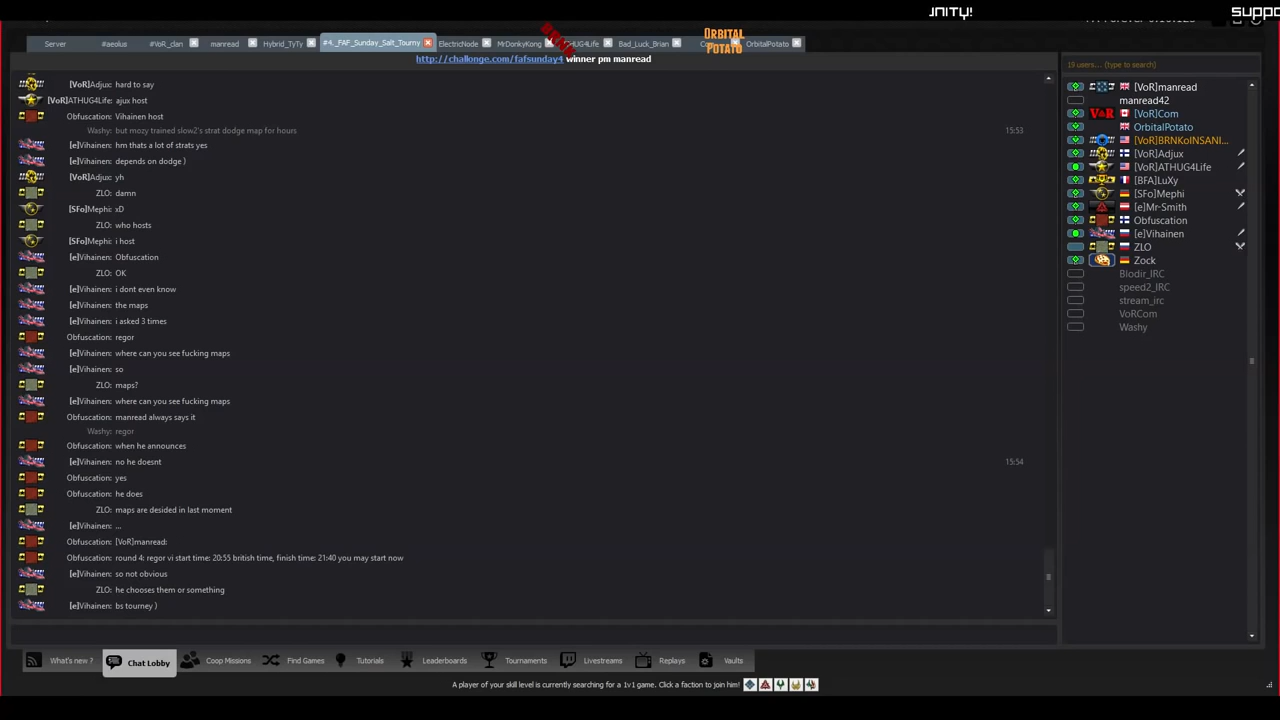 UNITY!
suppo
Server
#aeolus
#VoR_clan
manread
Hybrid_TyTy
#4._FAF_Sunday_Salt_Tourny
ElectricNode
MrDonkyKong
ATHUG4Life
Bad_Luck_Brian
OrbitalPotato
ORBITAL
POTATO
http://challonge.com/fafsunday4 winner pm manread
[VoR]Adjux: hard to say
[VoR]ATHUG4Life: ajux host
Obfuscation: Vihainen host
Washy: but mozy trained slow2's strat dodge map for hours 15:53
[e]Vihainen: hm thats a lot of strats yes
[e]Vihainen: depends on dodge )
[VoR]Adjux: yh
ZLO: damn
[SFo]Mephi: xD
ZLO: who hosts
[SFo]Mephi: i host
[e]Vihainen: Obfuscation
ZLO: OK
[e]Vihainen: i dont even know
[e]Vihainen: the maps
[e]Vihainen: i asked 3 times
Obfuscation: regor
[e]Vihainen: where can you see fucking maps
[e]Vihainen: so
ZLO: maps?
[e]Vihainen: where can you see fucking maps
Obfuscation: manread always says it
Washy: regor
Obfuscation: when he announces
[e]Vihainen: no he doesnt 15:54
Obfuscation: yes
Obfuscation: he does
ZLO: maps are desided in last moment
[e]Vihainen: ...
Obfuscation: [VoR]manread:
Obfuscation: round 4: regor vi start time: 20:55 british time, finish time: 21:40 you may start now
[e]Vihainen: so not obvious
ZLO: he chooses them or something
[e]Vihainen: bs tourney )
19 users... (type to search)
[VoR]manread
manread42
[VoR]Com
OrbitalPotato
[VoR]BRNKoINSANI...
[VoR]Adjux
[VoR]ATHUG4Life
[BFA]LuXy
[SFo]Mephi
[e]Mr-Smith
Obfuscation
[e]Vihainen
ZLO
Zock
Blodir_IRC
speed2_IRC
stream_irc
VoRCom
Washy
What's new ?
Chat Lobby
Coop Missions
Find Games
Tutorials
Leaderboards
Tournaments
Livestreams
Replays
Vaults
A player of your skill level is currently searching for a 1v1 game. Click a faction to join him!